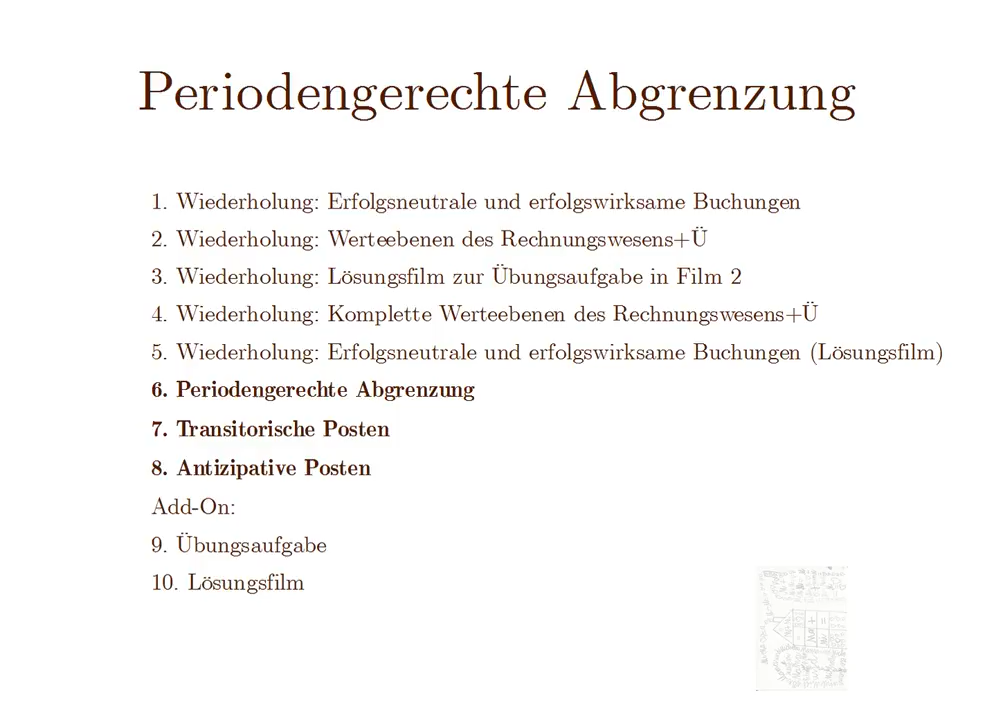 Periodengerechte Abgrenzung
1. Wiederholung: Erfolgsneutrale und erfolgswirksame Buchungen
2. Wiederholung: Werteebenen des Rechnungswesens+Ü
3. Wiederholung: Lösungsfilm zur Übungsaufgabe in Film 2
4. Wiederholung: Komplette Werteebenen des Rechnungswesens+Ü
5. Wiederholung: Erfolgsneutrale und erfolgswirksame Buchungen (Lösungsfilm)
6. Periodengerechte Abgrenzung
7. Transitorische Posten
8. Antizipative Posten
Add-On:
9. Übungsaufgabe
10. Lösungsfilm